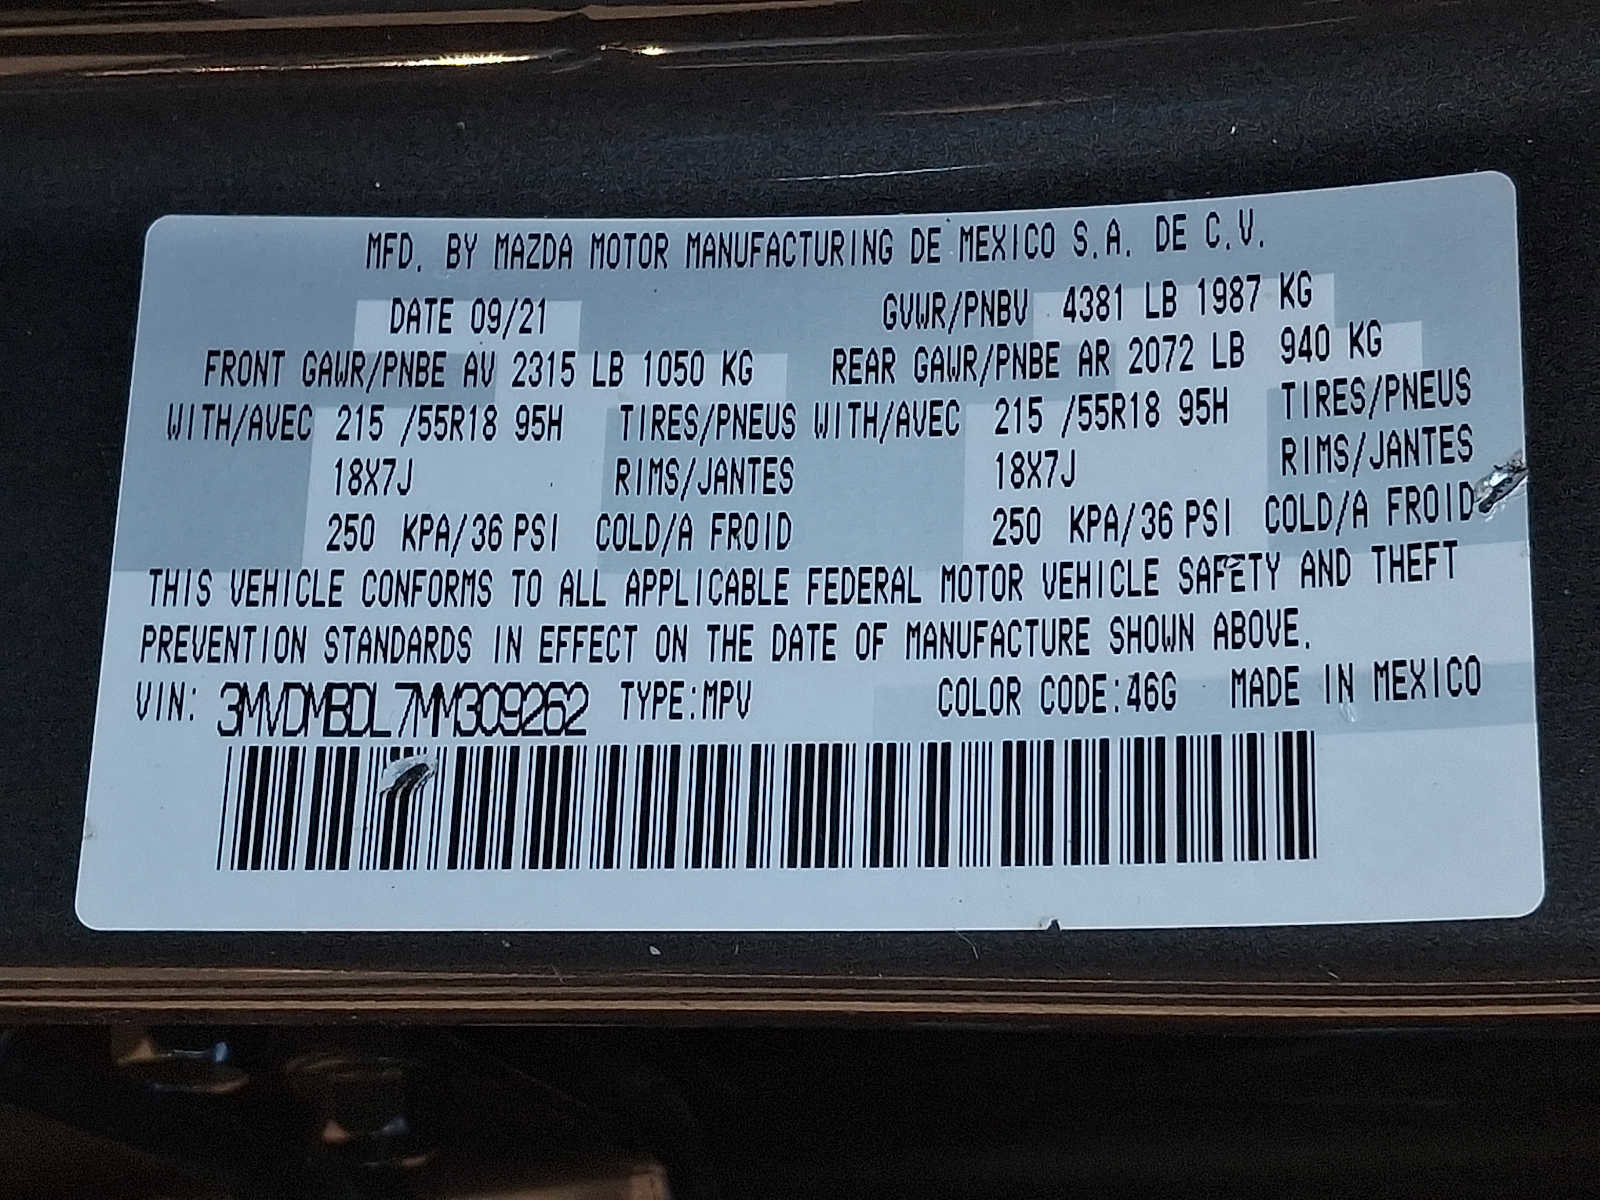 MFD. BY MAZDA MOTOR MANUFACTURING DE MEXICO S.A. DE C.V.
DATE 09/21 GVWR/PNBV 4381 LB 1987 KG
FRONT GAWR/PNBE AV 2315 LB 1050 KG REAR GAWR/PNBE AR 2072 LB 940 KG
WITH/AVEC 215 /55R18 95H TIRES/PNEUS WITH/AVEC 215 /55R18 95H TIRES/PNEUS
18X7J RIMS/JANTES 18X7J RIMS/JANTES
250 KPA/36 PSI COLD/A FROID 250 KPA/36 PSI COLD/A FROID
THIS VEHICLE CONFORMS TO ALL APPLICABLE FEDERAL MOTOR VEHICLE SAFETY AND THEFT
PREVENTION STANDARDS IN EFFECT ON THE DATE OF MANUFACTURE SHOWN ABOVE.
VIN: 3MVDMBDL7MM309262 TYPE:MPV COLOR CODE:46G MADE IN MEXICO